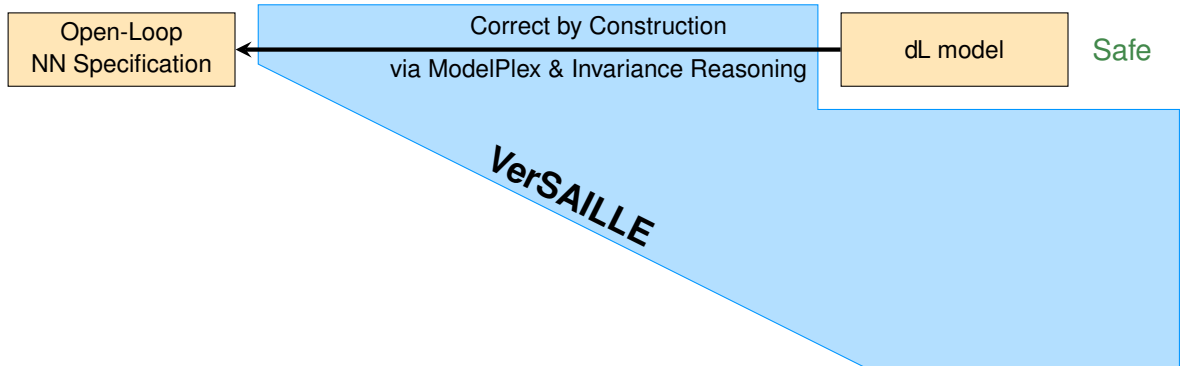 Open-Loop
NN Specification
Correct by Construction
via ModelPlex & Invariance Reasoning
dL model
Safe
VerSAILLE